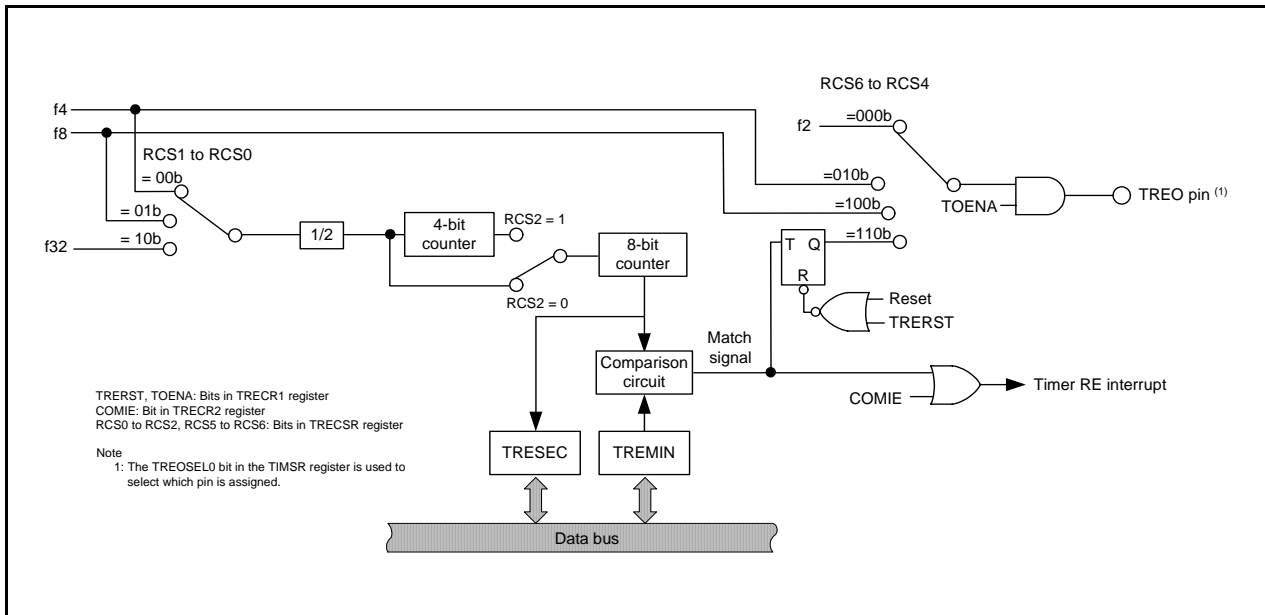 RCS6 to RCS4
f4
=000b
f2
f8
RCS1 to RCS0
= 00b
=010b
TREO pin (1)
= 01b
=100b
TOENA
4-bit
counter
RCS2 = 1
= 10b
1/2
8-bit
counter
T Q
=110b
f32
R
RCS2 = 0
Reset
TRERST
Match
signal
Comparison
circuit
Timer RE interrupt
COMIE
TRERST, TOENA: Bits in TRECR1 register
COMIE: Bit in TRECR2 register
RCS0 to RCS2, RCS5 to RCS6: Bits in TRECSR register
TRESEC
TREMIN
Note
1: The TREOSEL0 bit in the TIMSR register is used to
select which pin is assigned.
Data bus